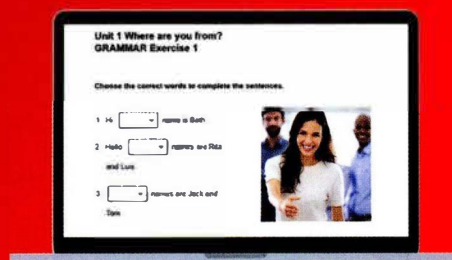 Unit 1 Where are you from?
GRAMMAR Exercise 1
Choose the correct words to complete the sentences.
1 Hi name is Beth
2 Hello names are Rita
and Luis
3 names are Jack and
Tom